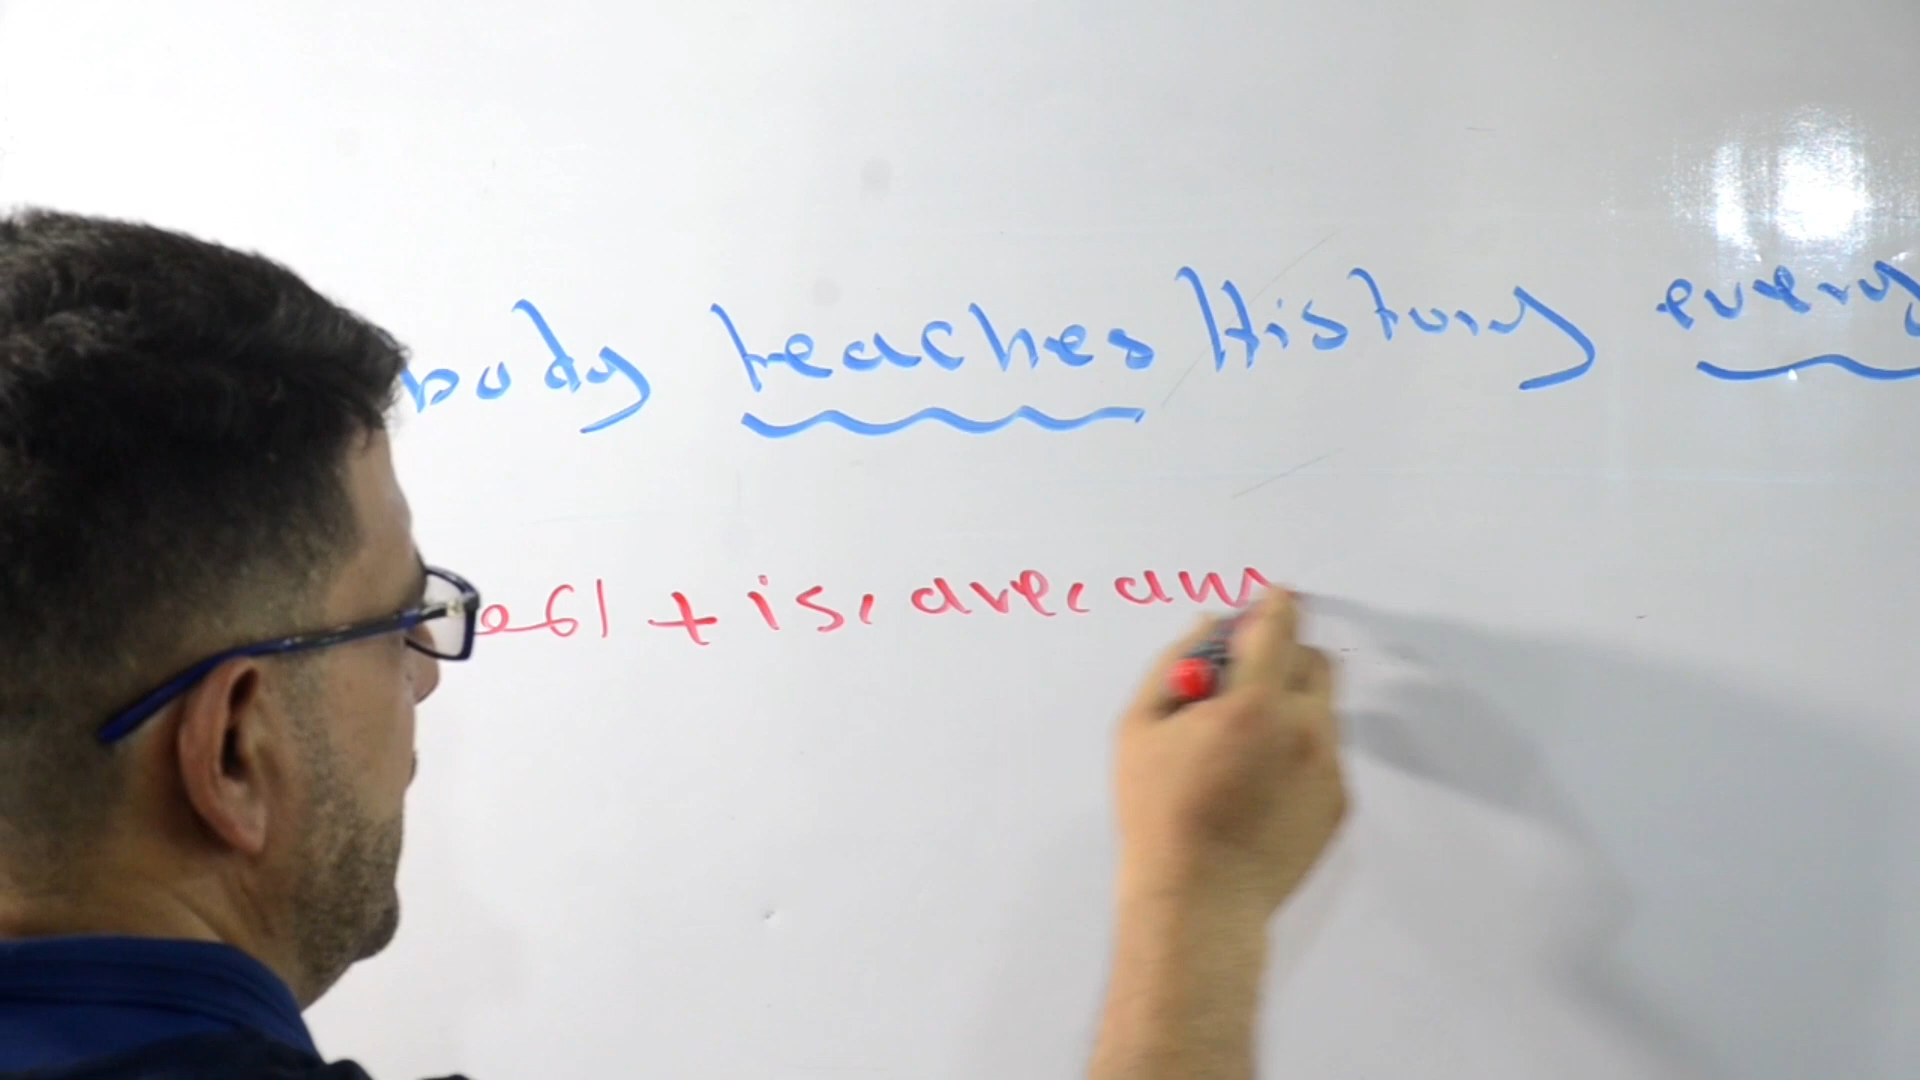 body teaches History every
+ is, are, am